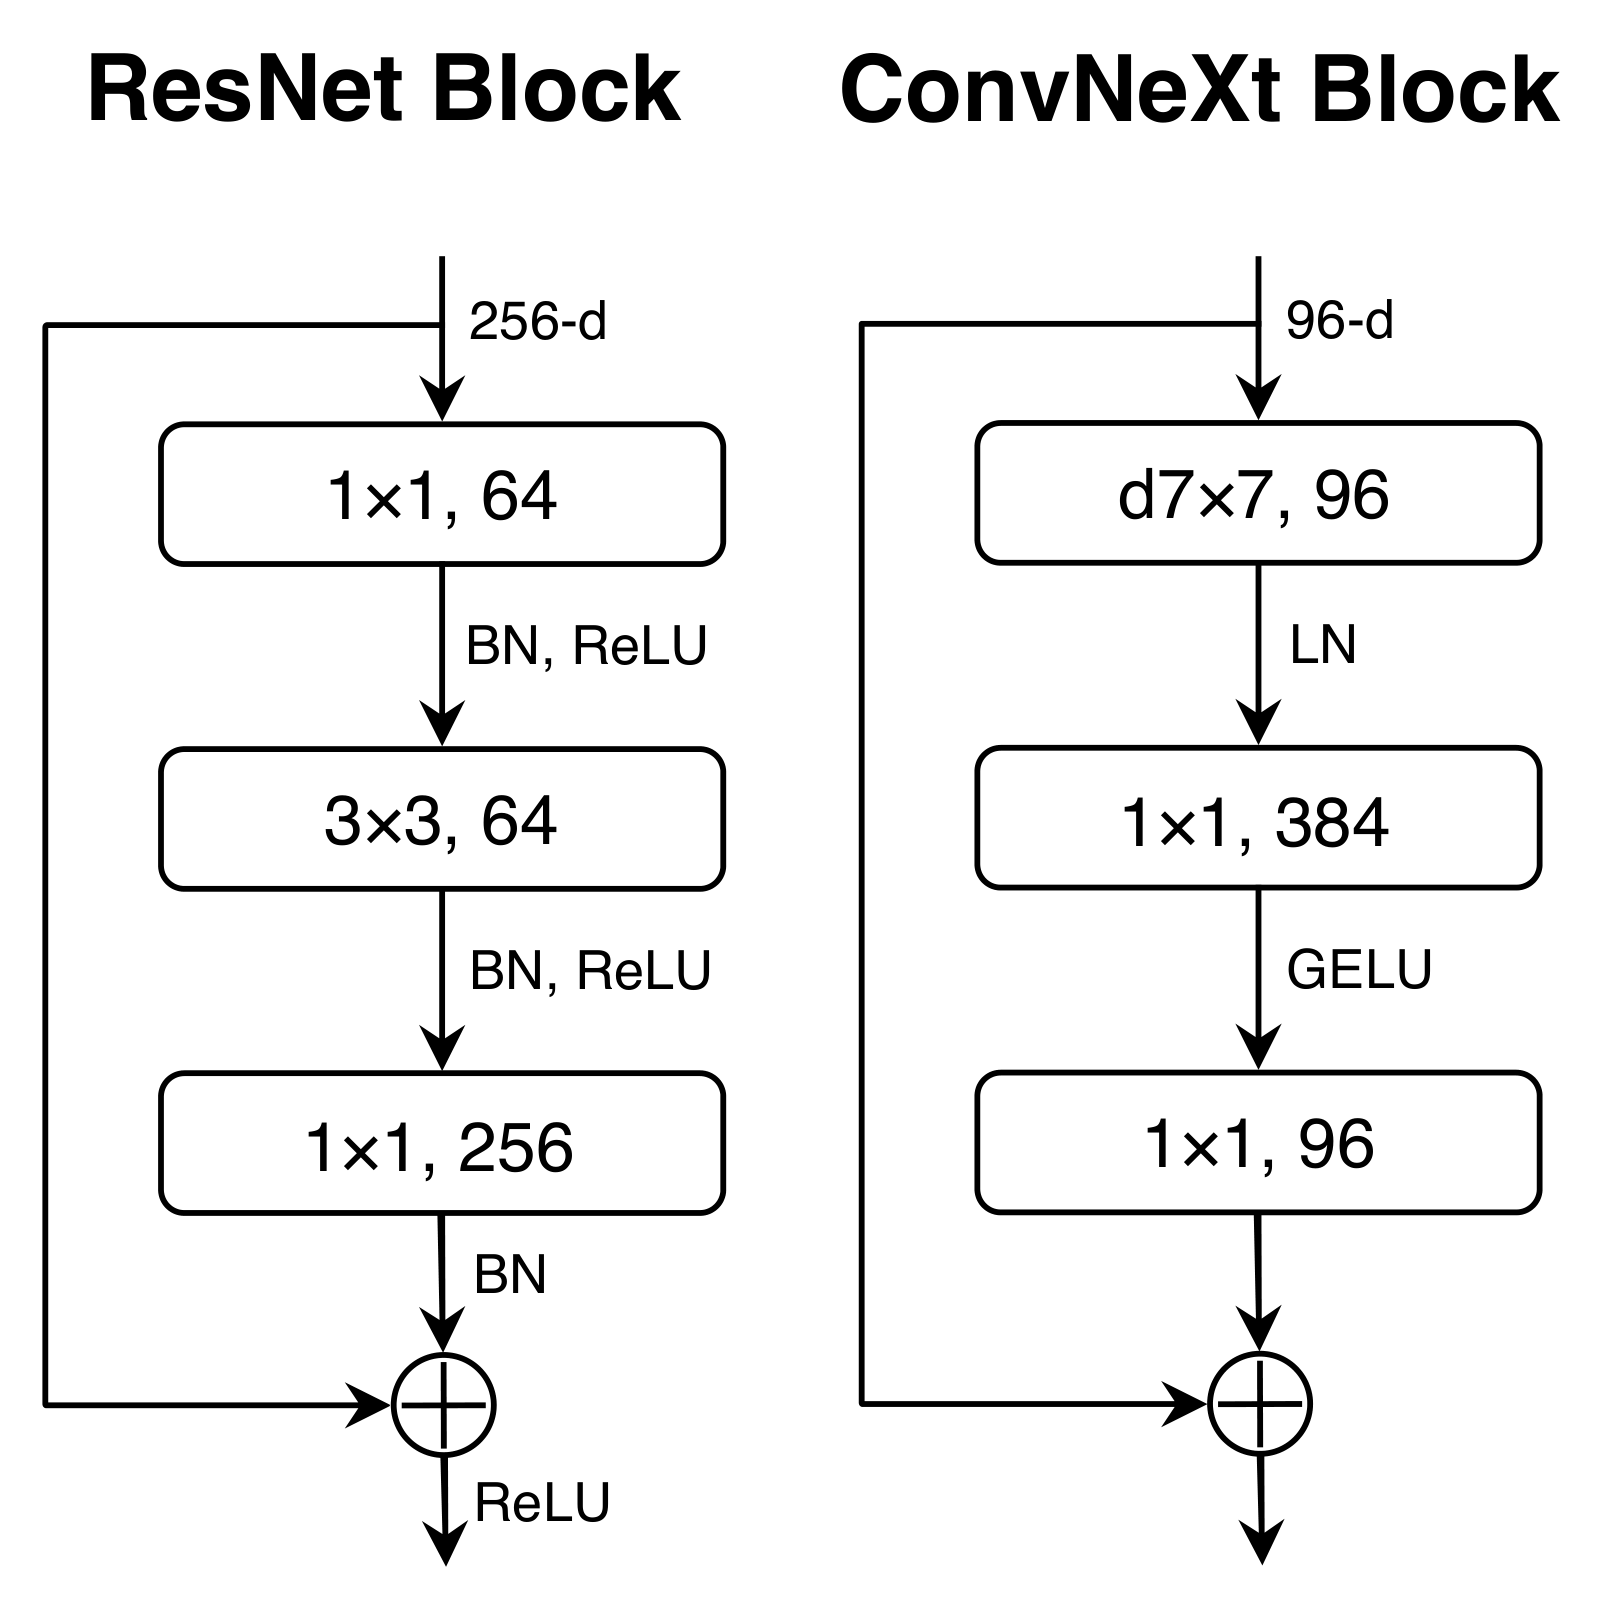 ResNet Block
256-d
1×1, 64
BN, ReLU
3×3, 64
BN, ReLU
1×1, 256
BN
ReLU
ConvNeXt Block
96-d
d7×7, 96
LN
1×1, 384
GELU
1×1, 96